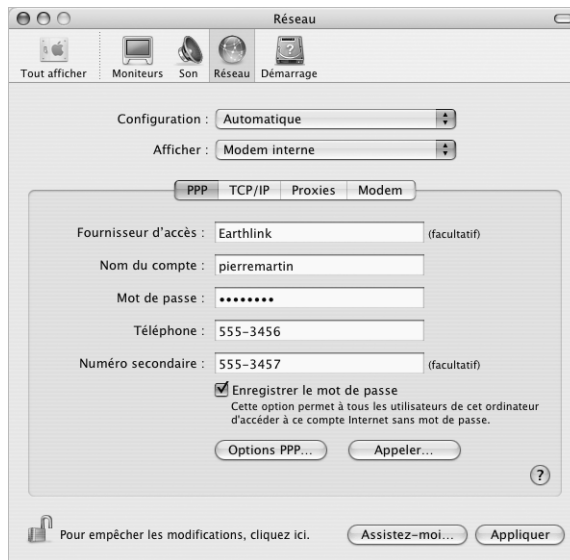 Réseau
Tout afficher Moniteurs Son Réseau Démarrage
Configuration : Automatique
Afficher : Modem interne
PPP TCP/IP Proxies Modem
Fournisseur d'accès : Earthlink (facultatif)
Nom du compte : pierremartin
Mot de passe : ••••••••
Téléphone : 555-3456
Numéro secondaire : 555-3457 (facultatif)
Enregistrer le mot de passe
Cette option permet à tous les utilisateurs de cet ordinateur
d'accéder à ce compte Internet sans mot de passe.
Options PPP... Appeler...
?
Pour empêcher les modifications, cliquez ici. Assistez-moi... Appliquer